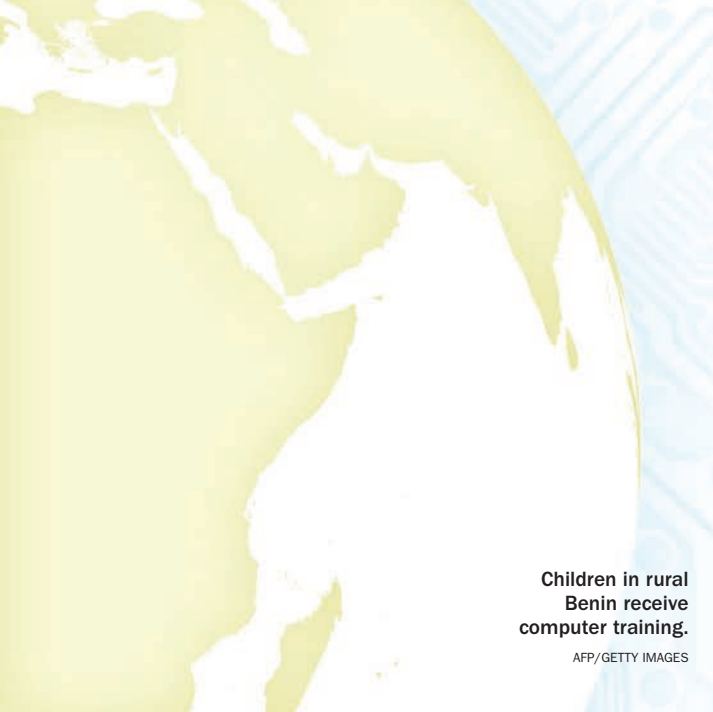 Children in rural
Benin receive
computer training.
AFP/GETTY IMAGES